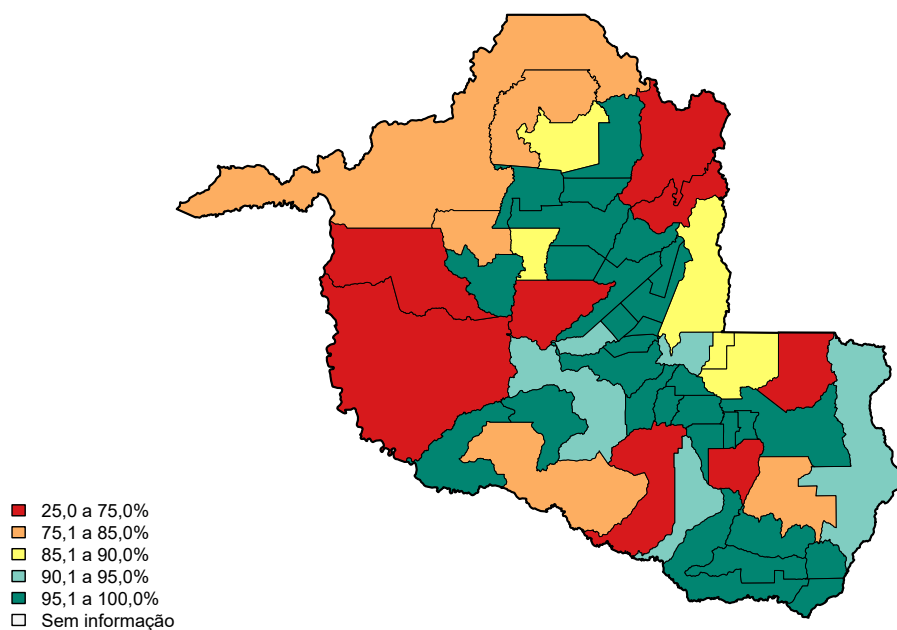 25,0 a 75,0%
75,1 a 85,0%
85,1 a 90,0%
90,1 a 95,0%
95,1 a 100,0%
Sem informação